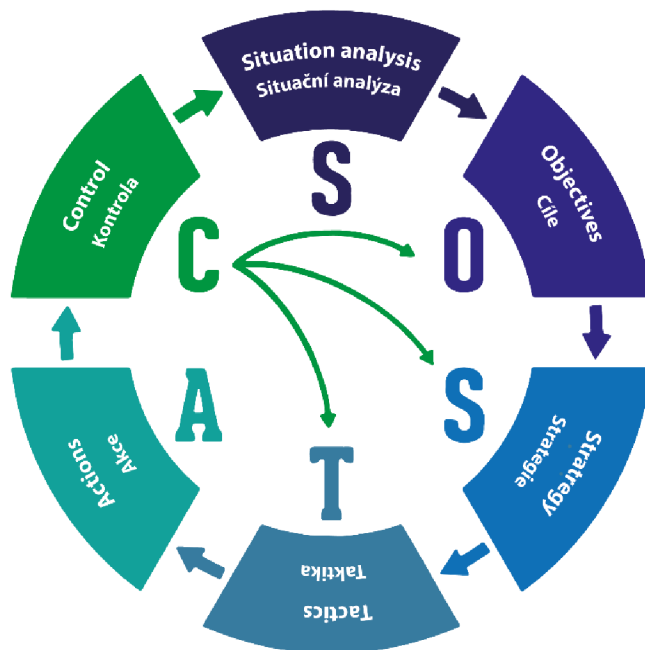 Situation analysis
Situační analýza
S
Objectives
Cíle
O
Stratregy
Strategie
S
Tactics
Taktika
T
Actions
Akce
A
Control
Kontrola
C